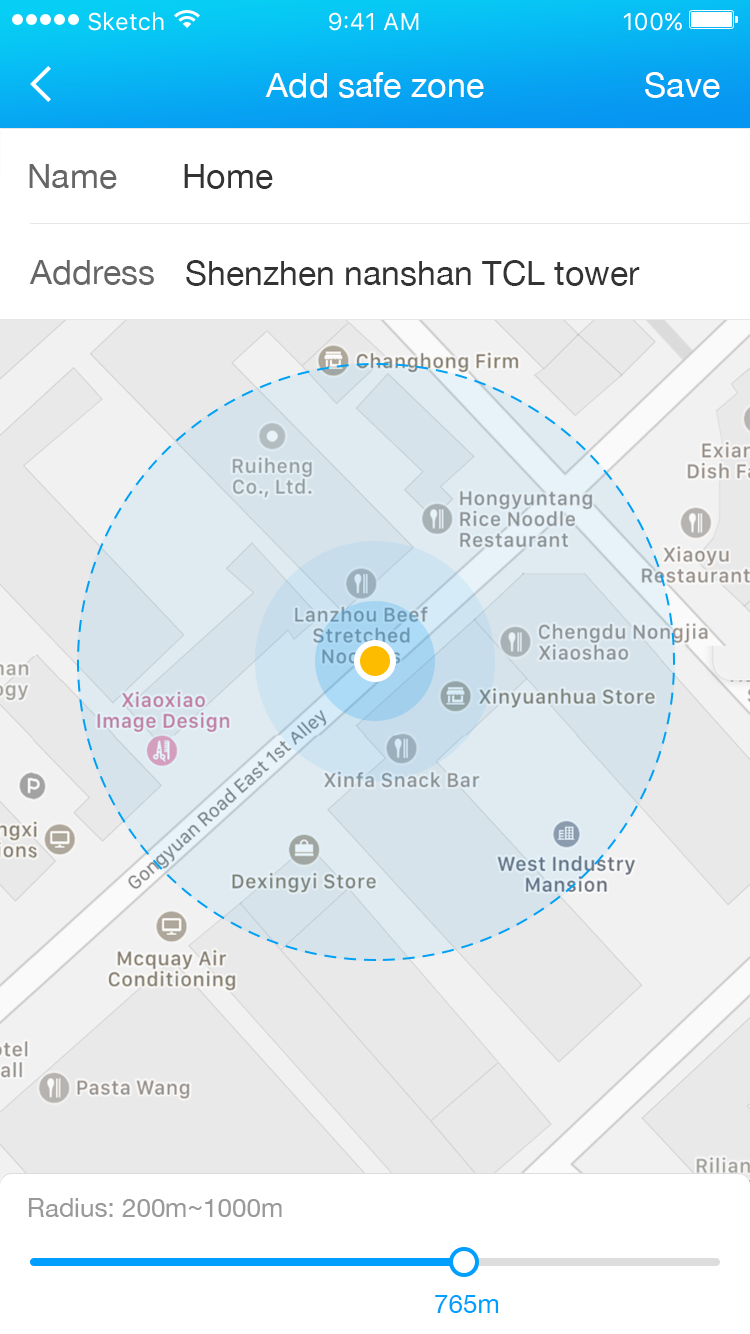 Sketch 9:41 AM 100%
Add safe zone Save
Name Home
Address Shenzhen nanshan TCL tower
Changhong Firm
Ruiheng
Co., Ltd.
Exiar
Dish Fa
Hongyuntang
Rice Noodle
Restaurant
Xiaoyu
Restaurant
Lanzhou Beef
Stretched
Chengdu Nongjia
Xiaoshao
nan
ogy
Xinyuanhua Store
Xiaoxiao
Image Design
Gongyuan Road East 1st Alley
Xinfa Snack Bar
P
ngxi
ions
West Industry
Mansion
Dexingyi Store
Mcquay Air
Conditioning
otel
all
Pasta Wang
Rilian
Radius: 200m~1000m
765m